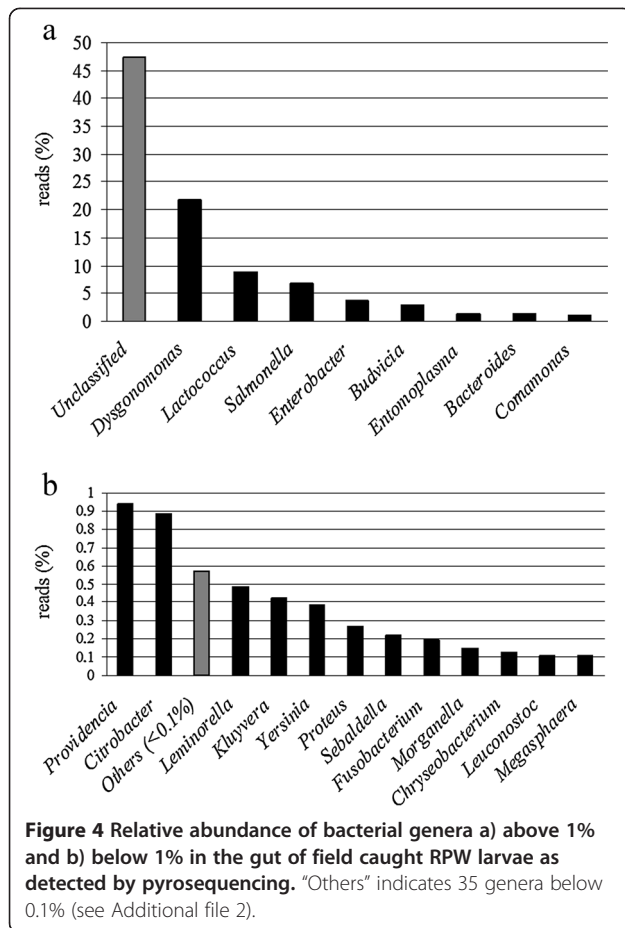 a
50
45
40
35
30
25
20
15
10
5
0
reads (%)
Unclassified
Dysgonomonas
Lactococcus
Salmonella
Enterobacter
Budvicia
Entomoplasma
Bacteroides
Comamonas
b
1
0.9
0.8
0.7
0.6
0.5
0.4
0.3
0.2
0.1
0
reads (%)
Providencia
Citrobacter
Others (<0.1%)
Leminorella
Kluyvera
Yersinia
Proteus
Sebaldella
Fusobacterium
Morganella
Chryseobacterium
Leuconostoc
Megasphaera
Figure 4 Relative abundance of bacterial genera a) above 1%
and b) below 1% in the gut of field caught RPW larvae as
detected by pyrosequencing. “Others” indicates 35 genera below
0.1% (see Additional file 2).